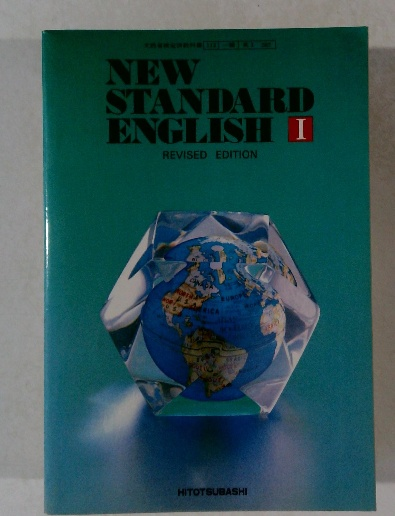 NEW
STANDARD
ENGLISH I
REVISED EDITION
HITOTSUBASHI